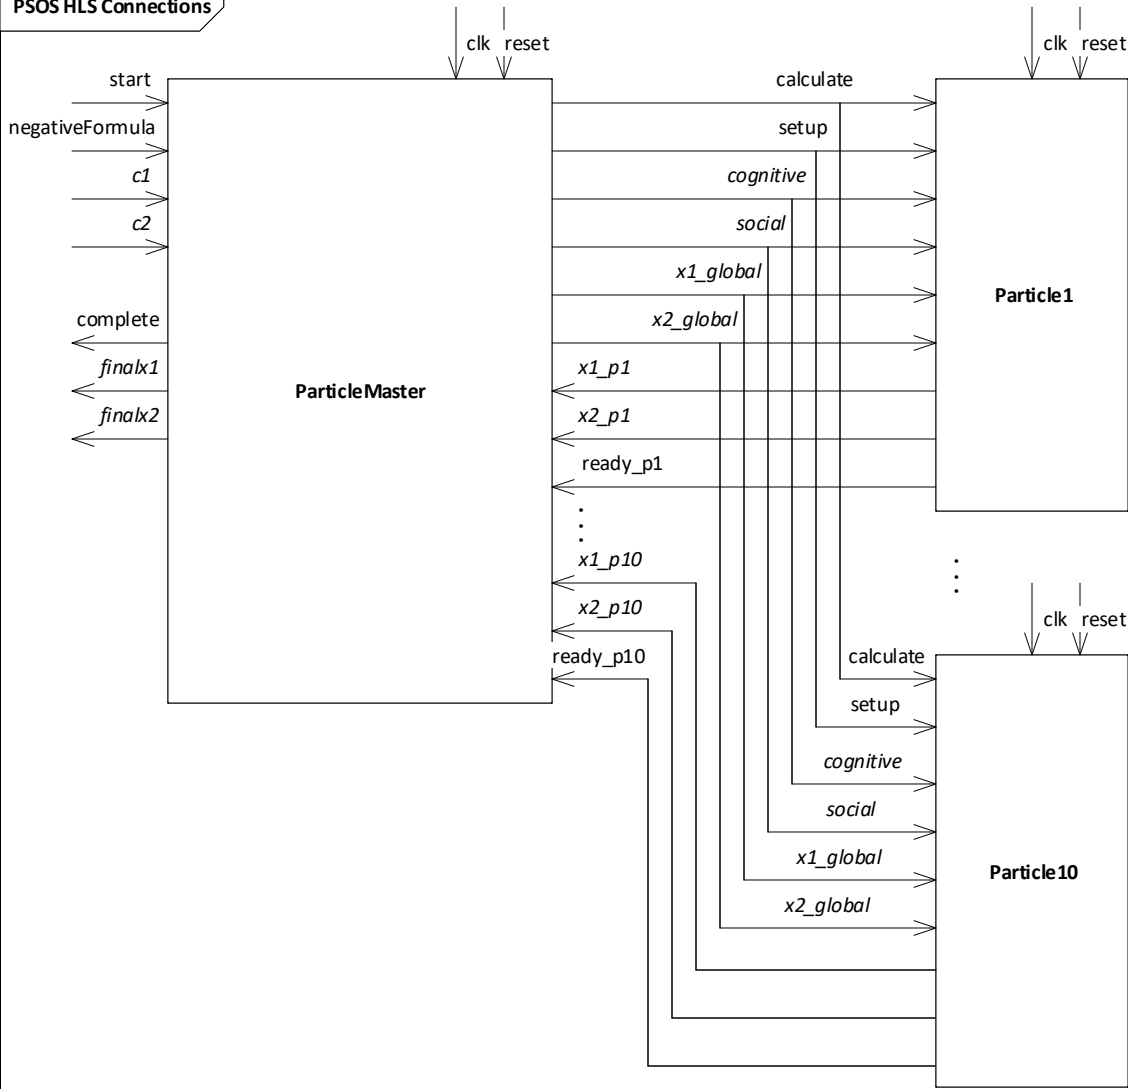 PSOS HLS Connections
clk reset
clk reset
start
calculate
negativeFormula
setup
c1
cognitive
c2
social
x1_global
Particle1
complete
x2_global
finalx1
x1_p1
ParticleMaster
finalx2
x2_p1
ready_p1
x1_p10
x2_p10
clk reset
ready_p10
calculate
setup
cognitive
social
x1_global
Particle10
x2_global